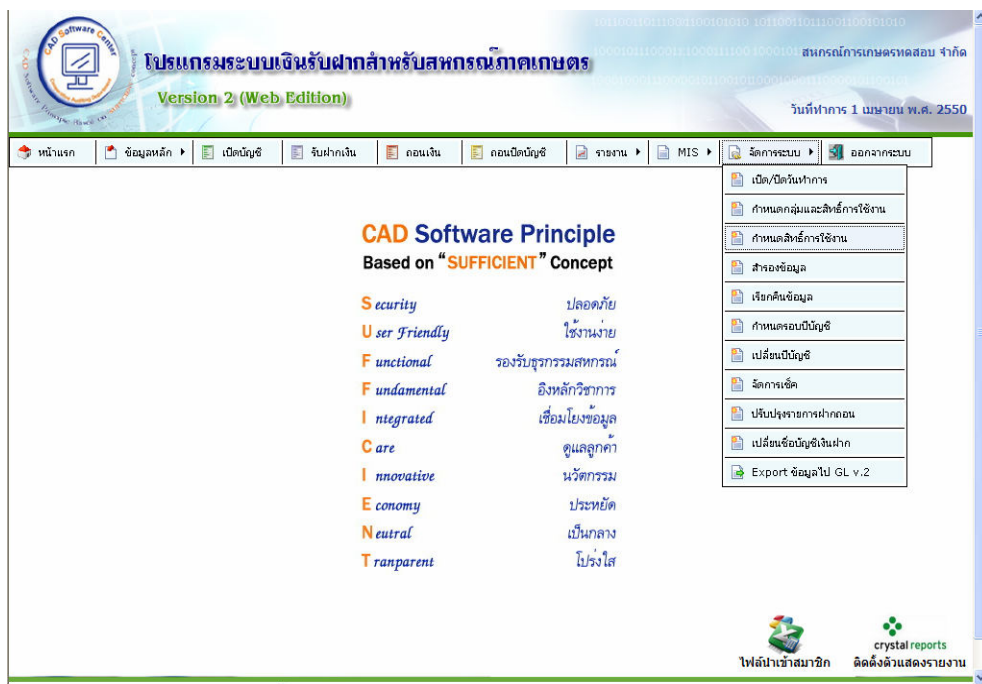 CAD Software Center
โปรแกรมระบบเงินรับฝากสำหรับสหกรณ์ภาคเกษตร
Version 2 (Web Edition)
สหกรณ์การเกษตรทดสอบ จำกัด
วันที่ทำการ 1 เมษายน พ.ศ. 2550
หน้าแรก ข้อมูลหลัก เปิดบัญชี รับฝากเงิน ถอนเงิน ถอนปิดบัญชี รายงาน MIS จัดการระบบ ออกจากระบบ
เปิด/ปิดวันทำการ
กำหนดกลุ่มและสิทธิ์การใช้งาน
กำหนดสิทธิ์การใช้งาน
สำรองข้อมูล
เรียกคืนข้อมูล
กำหนดรอบปีบัญชี
เปลี่ยนปีบัญชี
จัดการเช็ค
ปรับปรุงรายการฝากถอน
เปลี่ยนชื่อบัญชีเงินฝาก
Export ข้อมูลไป GL v.2
CAD Software Principle
Based on "SUFFICIENT" Concept
Security ปลอดภัย
User Friendly ใช้งานง่าย
Functional รองรับธุรกรรมสหกรณ์
Fundamental อิงหลักวิชาการ
Integrated เชื่อมโยงข้อมูล
Care ดูแลลูกค้า
Innovative นวัตกรรม
Economy ประหยัด
Neutral เป็นกลาง
Tranparent โปร่งใส
ไฟล์นำเข้าสมาชิก
crystal reports
ติดตั้งตัวแสดงรายงาน